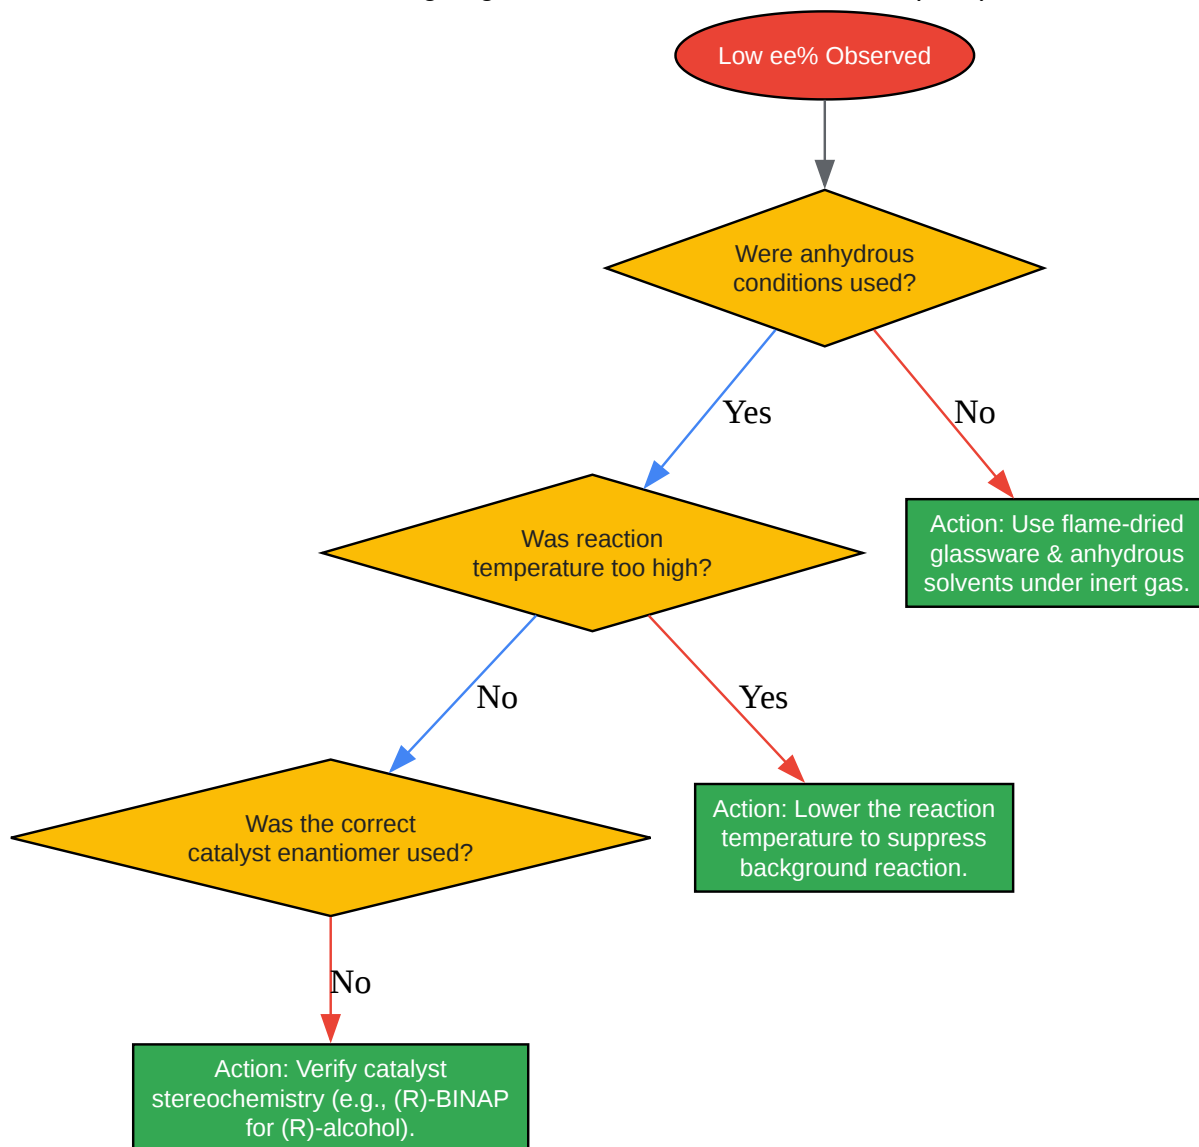 Low ee% Observed
Were anhydrous
conditions used?
Yes
No
Was reaction
temperature too high?
Action: Use flame-dried
glassware & anhydrous
solvents under inert gas.
No
Yes
Was the correct
catalyst enantiomer used?
Action: Lower the reaction
temperature to suppress
background reaction.
No
Action: Verify catalyst
stereochemistry (e.g., (R)-BINAP
for (R)-alcohol).